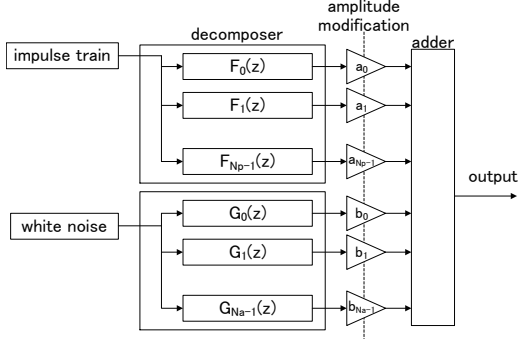 amplitude
modification
decomposer
adder
impulse train
F0(z)
a0
F1(z)
a1
FNp-1(z)
aNp-1
output
white noise
G0(z)
b0
G1(z)
b1
GNa-1(z)
bNa-1